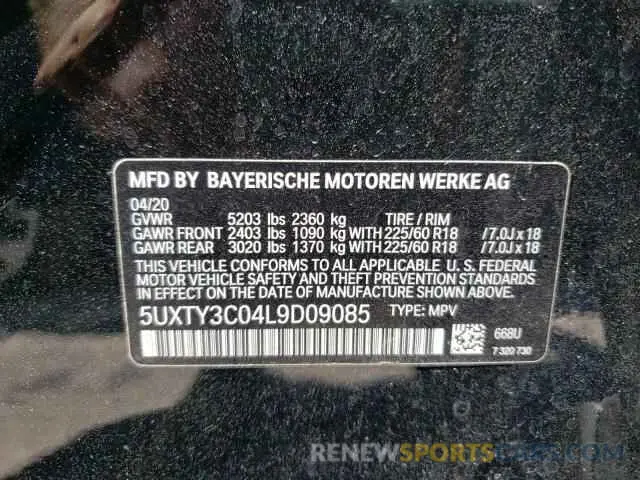 MFD BY BAYERISCHE MOTOREN WERKE AG
04/20
GVWR 5203 lbs 2360 kg TIRE / RIM
GAWR FRONT 2403 lbs 1090 kg WITH 225/60 R18 /7.0J x 18
GAWR REAR 3020 lbs 1370 kg WITH 225/60 R18 /7.0J x 18
THIS VEHICLE CONFORMS TO ALL APPLICABLE U. S. FEDERAL
MOTOR VEHICLE SAFETY AND THEFT PREVENTION STANDARDS
IN EFFECT ON THE DATE OF MANUFACTURE SHOWN ABOVE.
5UXTY3C04L9D09085 TYPE: MPV
668U
7 320 730
RENEWSPORTSCAR.COM